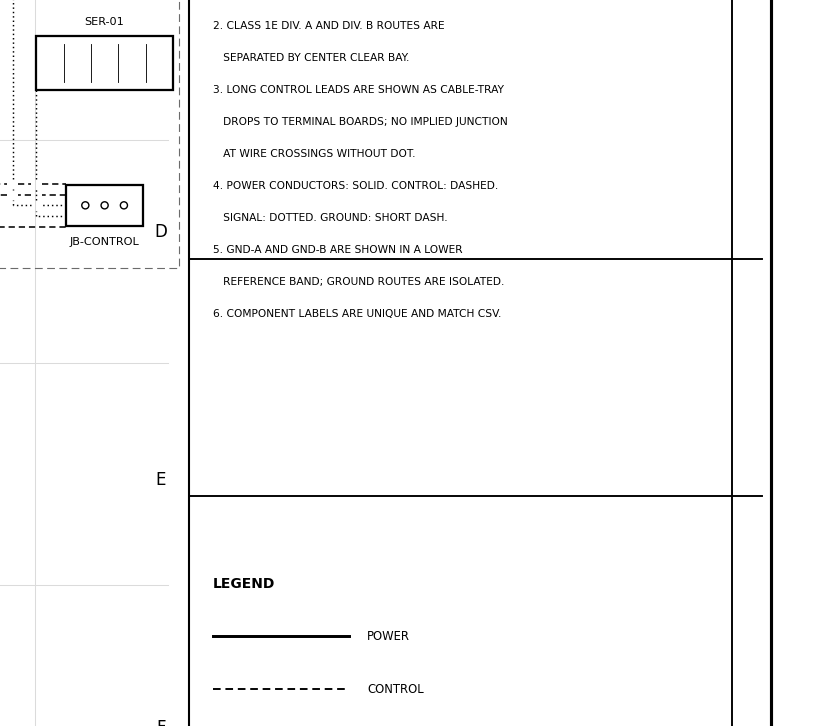 SER-01
JB-CONTROL
D
E
2. CLASS 1E DIV. A AND DIV. B ROUTES ARE
SEPARATED BY CENTER CLEAR BAY.
3. LONG CONTROL LEADS ARE SHOWN AS CABLE-TRAY
DROPS TO TERMINAL BOARDS; NO IMPLIED JUNCTION
AT WIRE CROSSINGS WITHOUT DOT.
4. POWER CONDUCTORS: SOLID. CONTROL: DASHED.
SIGNAL: DOTTED. GROUND: SHORT DASH.
5. GND-A AND GND-B ARE SHOWN IN A LOWER
REFERENCE BAND; GROUND ROUTES ARE ISOLATED.
6. COMPONENT LABELS ARE UNIQUE AND MATCH CSV.
LEGEND
POWER
CONTROL